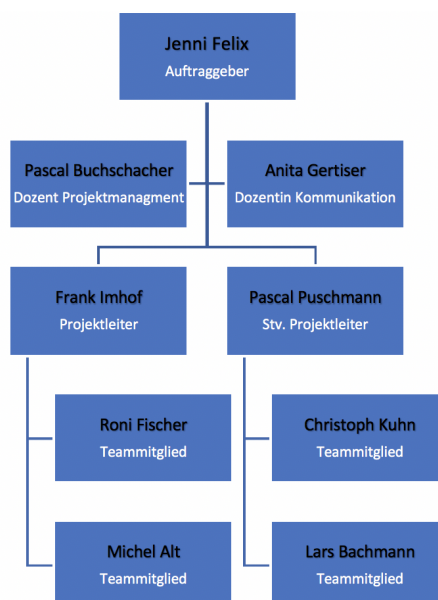 Jenni Felix
Auftraggeber
Pascal Buchschacher
Dozent Projektmanagment
Anita Gertiser
Dozentin Kommunikation
Frank Imhof
Projektleiter
Pascal Puschmann
Stv. Projektleiter
Roni Fischer
Teammitglied
Christoph Kuhn
Teammitglied
Michel Alt
Teammitglied
Lars Bachmann
Teammitglied